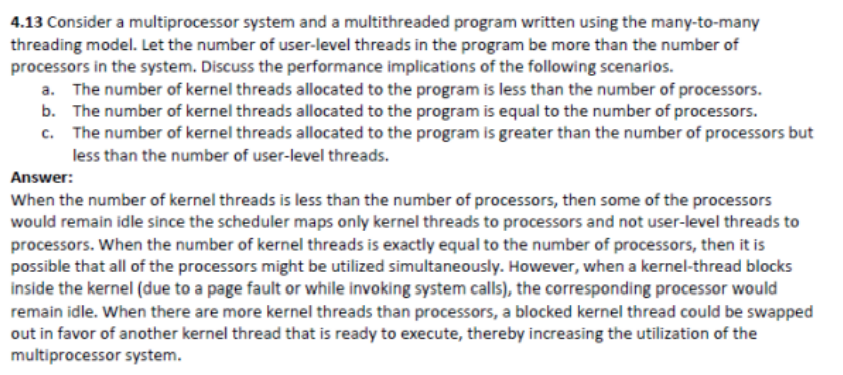 4.13 Consider a multiprocessor system and a multithreaded program written using the many-to-many
threading model. Let the number of user-level threads in the program be more than the number of
processors in the system. Discuss the performance implications of the following scenarios.
a. The number of kernel threads allocated to the program is less than the number of processors.
b. The number of kernel threads allocated to the program is equal to the number of processors.
c. The number of kernel threads allocated to the program is greater than the number of processors but
less than the number of user-level threads.
Answer:
When the number of kernel threads is less than the number of processors, then some of the processors
would remain idle since the scheduler maps only kernel threads to processors and not user-level threads to
processors. When the number of kernel threads is exactly equal to the number of processors, then it is
possible that all of the processors might be utilized simultaneously. However, when a kernel-thread blocks
inside the kernel (due to a page fault or while invoking system calls), the corresponding processor would
remain idle. When there are more kernel threads than processors, a blocked kernel thread could be swapped
out in favor of another kernel thread that is ready to execute, thereby increasing the utilization of the
multiprocessor system.